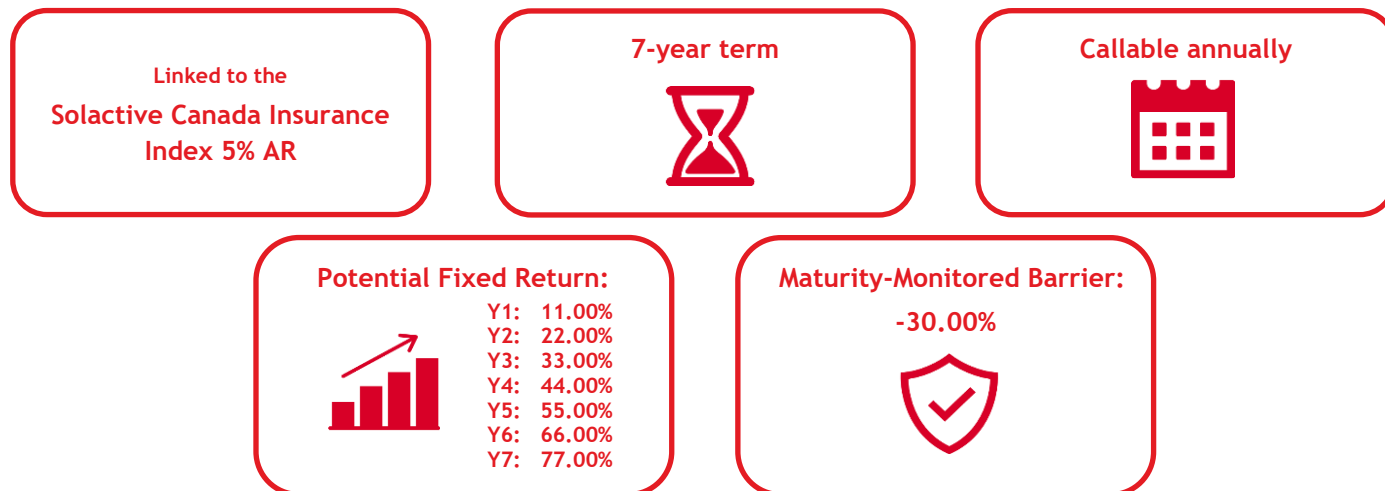 Linked to the
Solactive Canada Insurance
Index 5% AR
7-year term
Callable annually
Potential Fixed Return:
Y1: 11.00%
Y2: 22.00%
Y3: 33.00%
Y4: 44.00%
Y5: 55.00%
Y6: 66.00%
Y7: 77.00%
Maturity-Monitored Barrier:
-30.00%